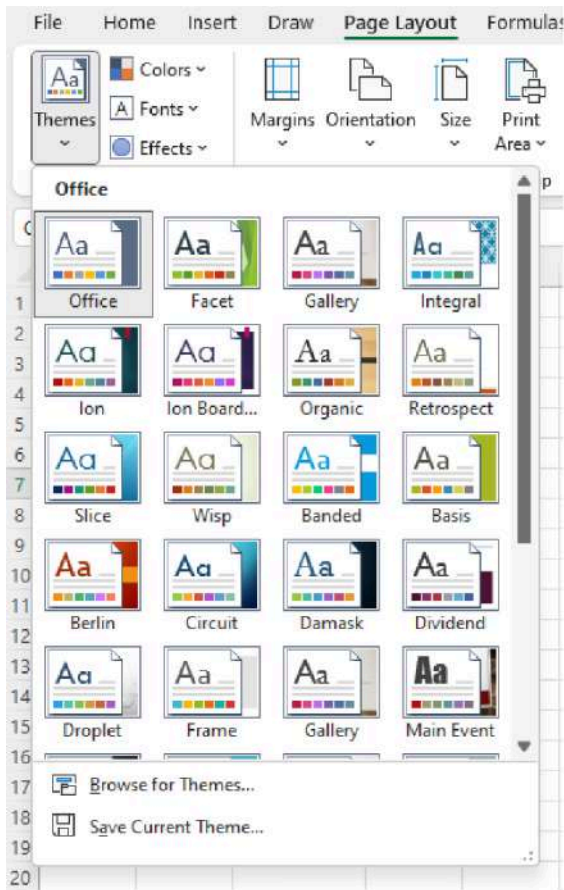 File Home Insert Draw Page Layout Formulas
Colors
Fonts
Effects
Themes Margins Orientation Size Print Area
p
Office
Aa Aa Aa Aa
Office Facet Gallery Integral
Aa Aa Aa Aa
Ion Ion Board... Organic Retrospect
Aa Aa Aa Aa
Slice Wisp Banded Basis
Aa Aa Aa Aa
Berlin Circuit Damask Dividend
Aa Aa Aa Aa
Droplet Frame Gallery Main Event
Browse for Themes...
Save Current Theme...
1
2
3
4
5
6
7
8
9
10
11
12
13
14
15
16
17
18
19
20